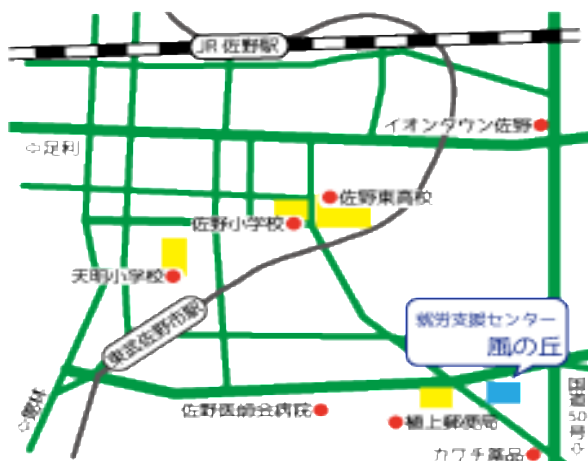 JR 佐野駅
イオンタウン佐野
⇦足利
佐野東高校
佐野小学校
天明小学校
東武佐野市駅
就労支援センター
風の丘
⇦館林
佐野医師会病院
植上郵便局
カワチ薬品
国道50号⇨